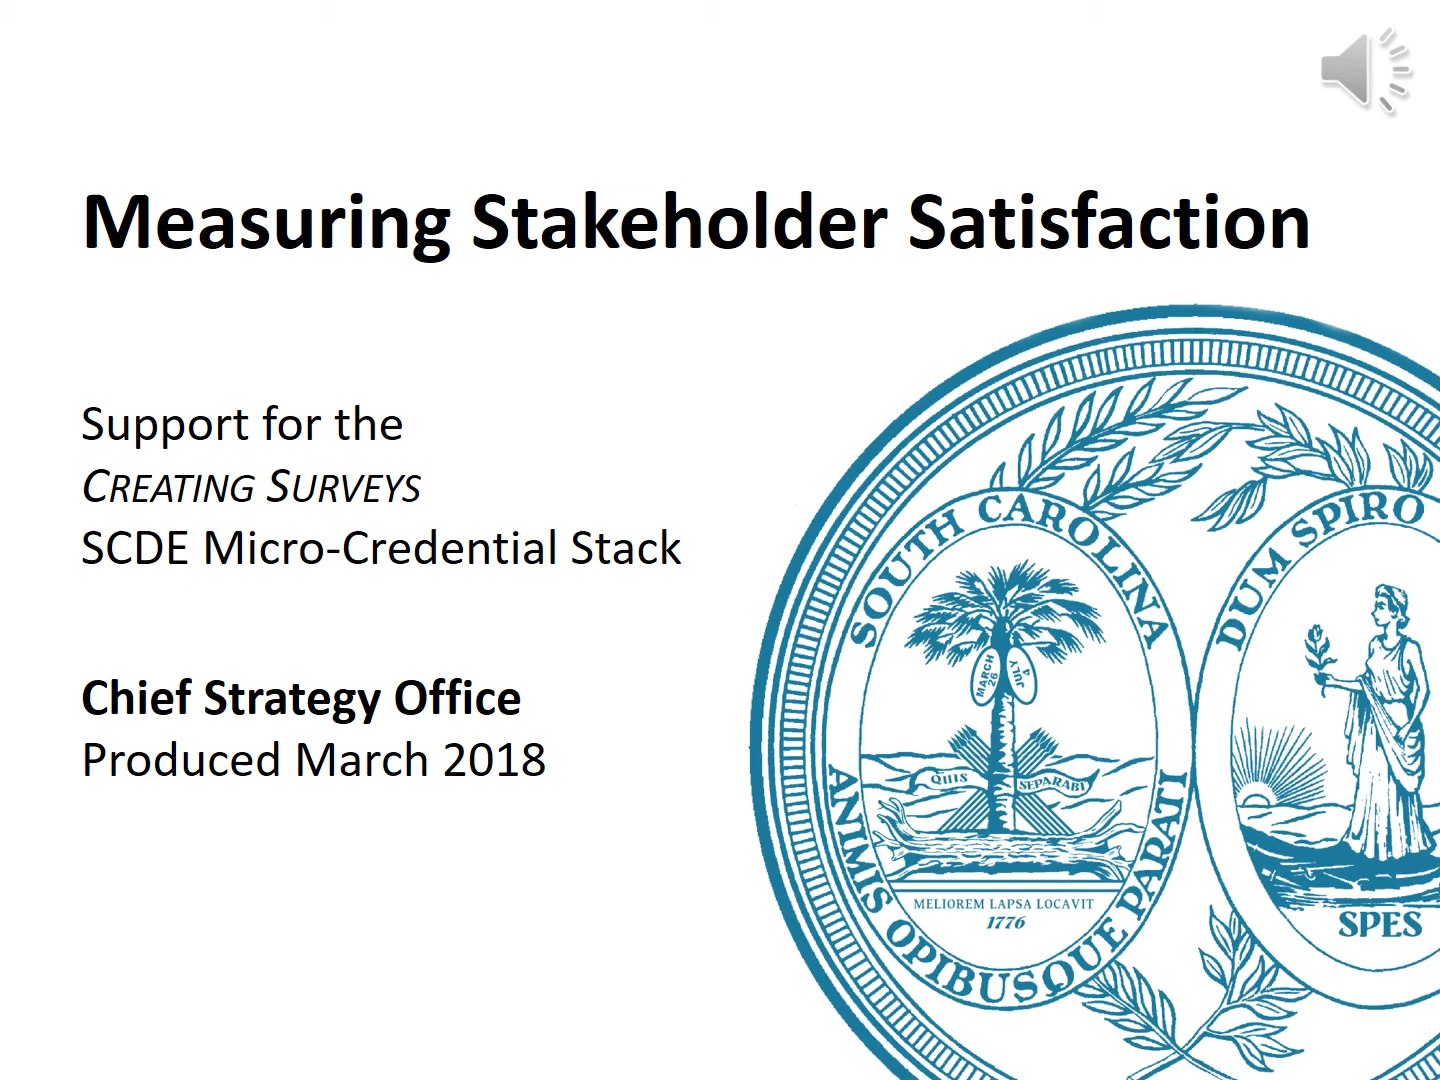 Measuring Stakeholder Satisfaction
Support for the
CREATING SURVEYS
SCDE Micro-Credential Stack
Chief Strategy Office
Produced March 2018
SOUTH CAROLINA
MARCH 26
JULY 4
QUIS SEPARABIT
MELIOREM LAPSA LOCAVIT
1776
ANIMIS OPIBUSQUE PARATI
DUM SPIRO
SPES